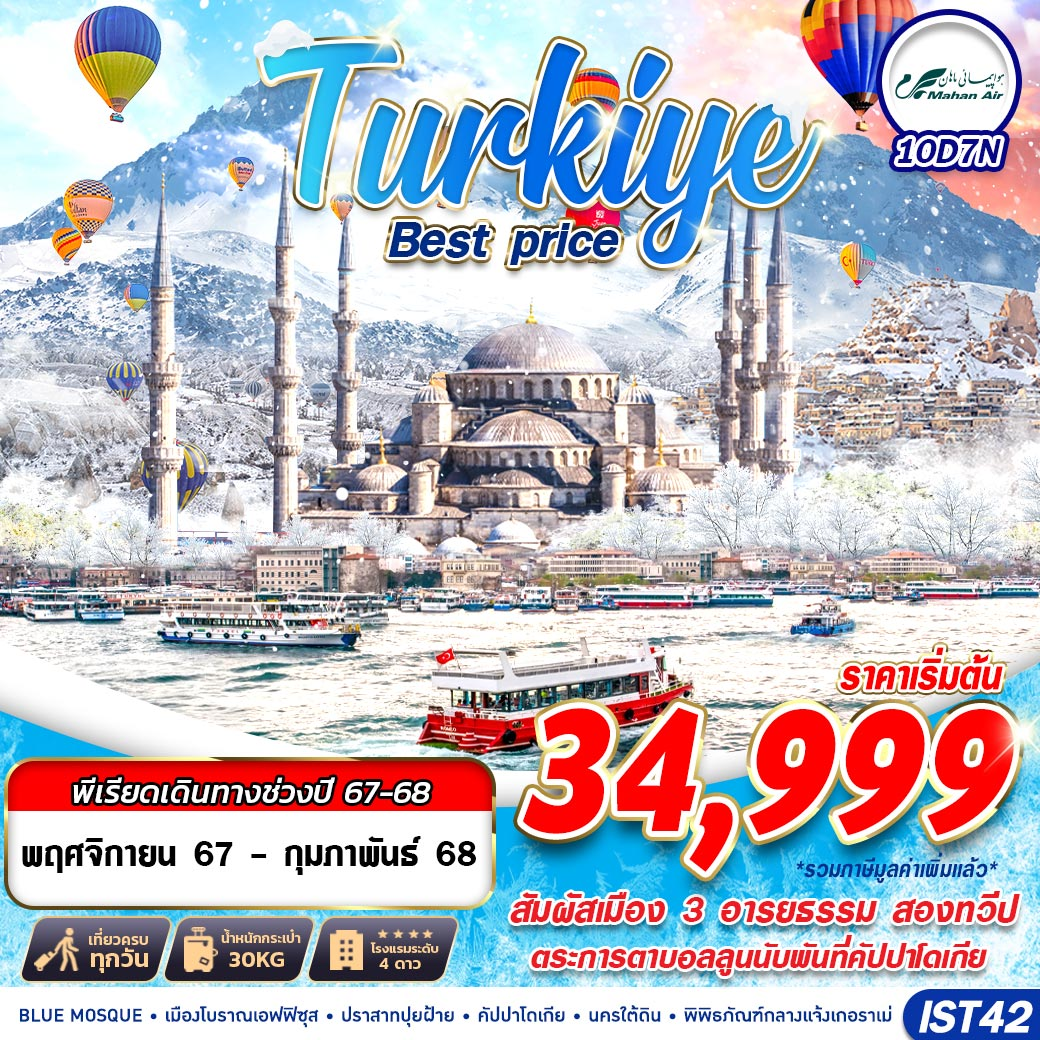 Turkiye
Best price
هواپیمائی ماهان
Mahan Air
10D7N
ราคาเริ่มต้น
34,999
*รวมภาษีมูลค่าเพิ่มแล้ว*
พีเรียดเดินทางช่วงปี 67-68
พฤศจิกายน 67 - กุมภาพันธ์ 68
สัมผัสเมือง 3 อารยธรรม สองทวีป
ตระการตาบอลลูนนับพันที่คัปปาโดเกีย
เที่ยวครบ
ทุกวัน
น้ำหนักกระเป๋า
30KG
โรงแรมระดับ
4 ดาว
BLUE MOSQUE • เมืองโบราณเอฟฟิซุส • ปราสาทปุยฝ้าย • คัปปาโดเกีย • นครใต้ดิน • พิพิธภัณฑ์กลางแจ้งเกอราเม่
IST42